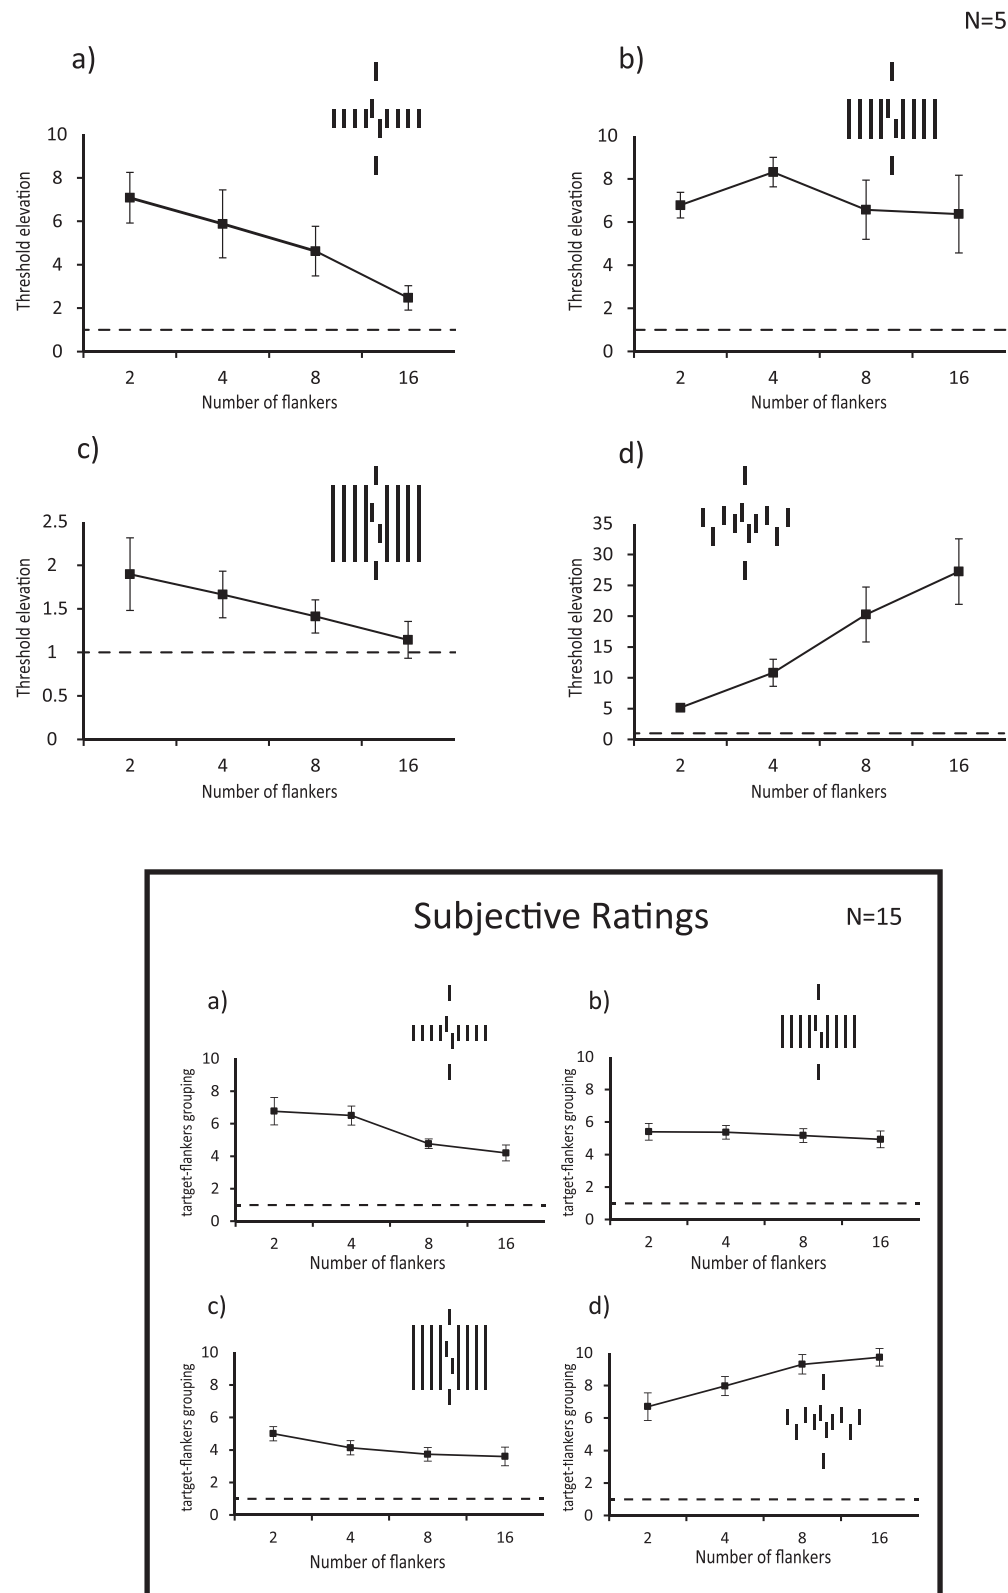 N=5
a)
10
8
6
4
2
0
Threshold elevation
2 4 8 16
Number of flankers
b)
10
8
6
4
2
0
Threshold elevation
2 4 8 16
Number of flankers
c)
2.5
2
1.5
1
0.5
0
Threshold elevation
2 4 8 16
Number of flankers
d)
35
30
25
20
15
10
5
0
Threshold elevation
2 4 8 16
Number of flankers
Subjective Ratings
N=15
a)
10
8
6
4
2
0
tartget-flankers grouping
2 4 8 16
Number of flankers
b)
10
8
6
4
2
0
tartget-flankers grouping
2 4 8 16
Number of flankers
c)
10
8
6
4
2
0
tartget-flankers grouping
2 4 8 16
Number of flankers
d)
10
8
6
4
2
0
tartget-flankers grouping
2 4 8 16
Number of flankers